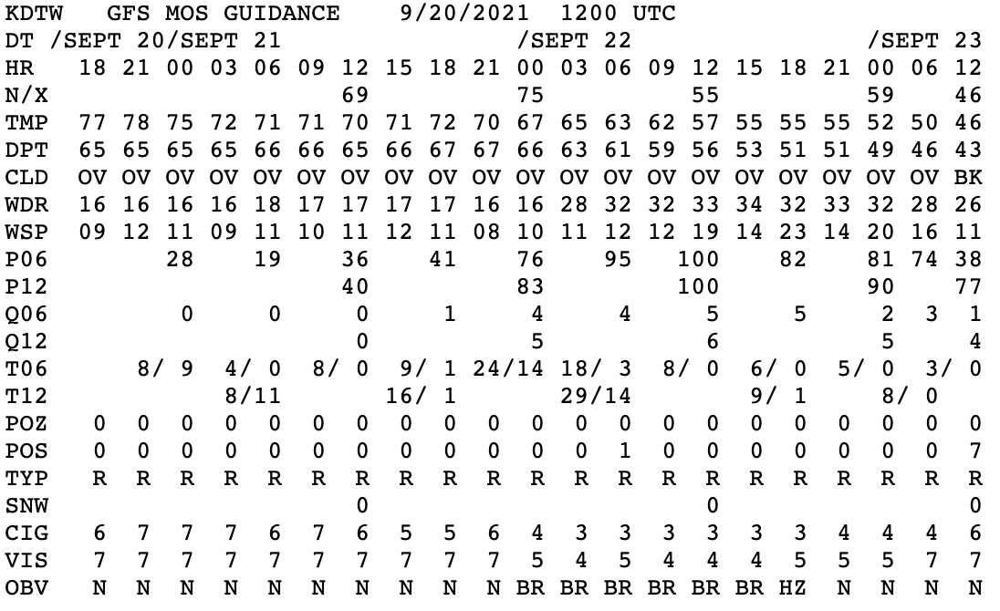 KDTW   GFS MOS GUIDANCE    9/20/2021  1200 UTC
DT /SEPT 20/SEPT 21                /SEPT 22                /SEPT 23
HR   18 21 00 03 06 09 12 15 18 21 00 03 06 09 12 15 18 21 00 06 12
N/X                    69          75          55          59    46
TMP  77 78 75 72 71 71 70 71 72 70 67 65 63 62 57 55 55 55 52 50 46
DPT  65 65 65 65 66 66 65 66 67 67 66 63 61 59 56 53 51 51 49 46 43
CLD  OV OV OV OV OV OV OV OV OV OV OV OV OV OV OV OV OV OV OV OV BK
WDR  16 16 16 16 18 17 17 17 17 16 16 28 32 32 33 34 32 33 32 28 26
WSP  09 12 11 09 11 10 11 12 11 08 10 11 12 12 19 14 23 14 20 16 11
P06        28    19    36    41    76    95   100    82    81 74 38
P12                    40          83         100          90    77
Q06         0     0     0     1     4     4     5     5     2  3  1
Q12                     0           5           6           5     4
T06      8/ 9  4/ 0  8/ 0  9/ 1 24/14 18/ 3  8/ 0  6/ 0  5/ 0  3/ 0
T12            8/11       16/ 1       29/14        9/ 1     8/ 0
POZ   0  0  0  0  0  0  0  0  0  0  0  0  0  0  0  0  0  0  0  0  0
POS   0  0  0  0  0  0  0  0  0  0  0  0  1  0  0  0  0  0  0  0  7
TYP   R  R  R  R  R  R  R  R  R  R  R  R  R  R  R  R  R  R  R  R  R
SNW                     0                       0                 0
CIG   6  7  7  7  6  7  6  5  5  6  4  3  3  3  3  3  3  4  4  4  6
VIS   7  7  7  7  7  7  7  7  7  7  5  4  5  4  4  4  5  5  5  7  7
OBV   N  N  N  N  N  N  N  N  N  N BR BR BR BR BR BR HZ  N  N  N  N